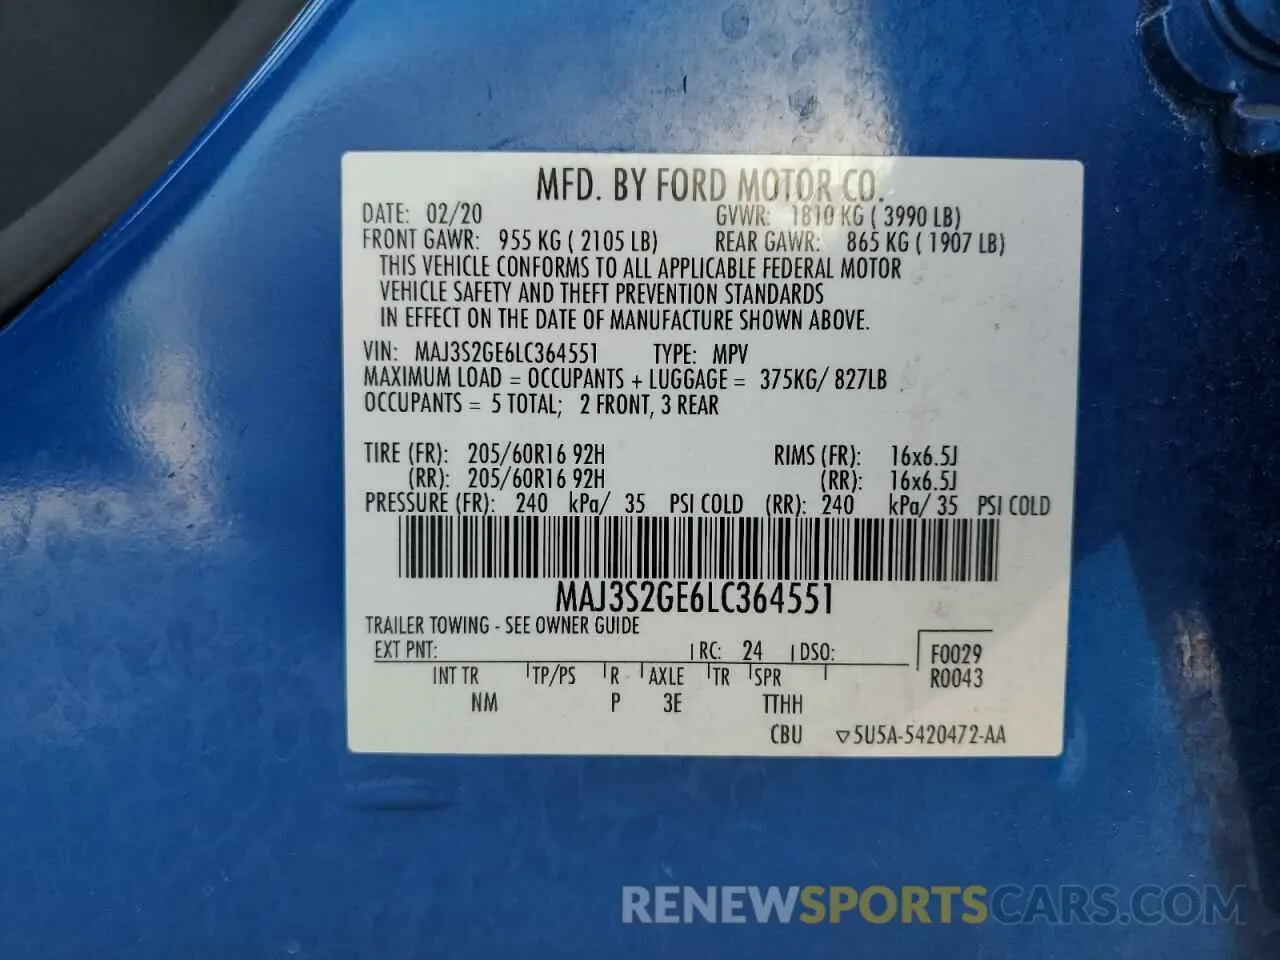 MFD. BY FORD MOTOR CO.
DATE: 02/20 GVWR: 1810 KG ( 3990 LB)
FRONT GAWR: 955 KG ( 2105 LB) REAR GAWR: 865 KG ( 1907 LB)
THIS VEHICLE CONFORMS TO ALL APPLICABLE FEDERAL MOTOR
VEHICLE SAFETY AND THEFT PREVENTION STANDARDS
IN EFFECT ON THE DATE OF MANUFACTURE SHOWN ABOVE.
VIN: MAJ3S2GE6LC364551 TYPE: MPV
MAXIMUM LOAD = OCCUPANTS + LUGGAGE = 375KG/ 827LB
OCCUPANTS = 5 TOTAL; 2 FRONT, 3 REAR
TIRE (FR): 205/60R16 92H RIMS (FR): 16x6.5J
(RR): 205/60R16 92H (RR): 16x6.5J
PRESSURE (FR): 240 kPa/ 35 PSI COLD (RR): 240 kPa/ 35 PSI COLD
MAJ3S2GE6LC364551
TRAILER TOWING - SEE OWNER GUIDE
EXT PNT: RC: 24 DSO: F0029
INT TR TP/PS R AXLE TR SPR R0043
NM P 3E TTHH
CBU ▽5U5A-5420472-AA
RENEWSPORTSCARS.COM